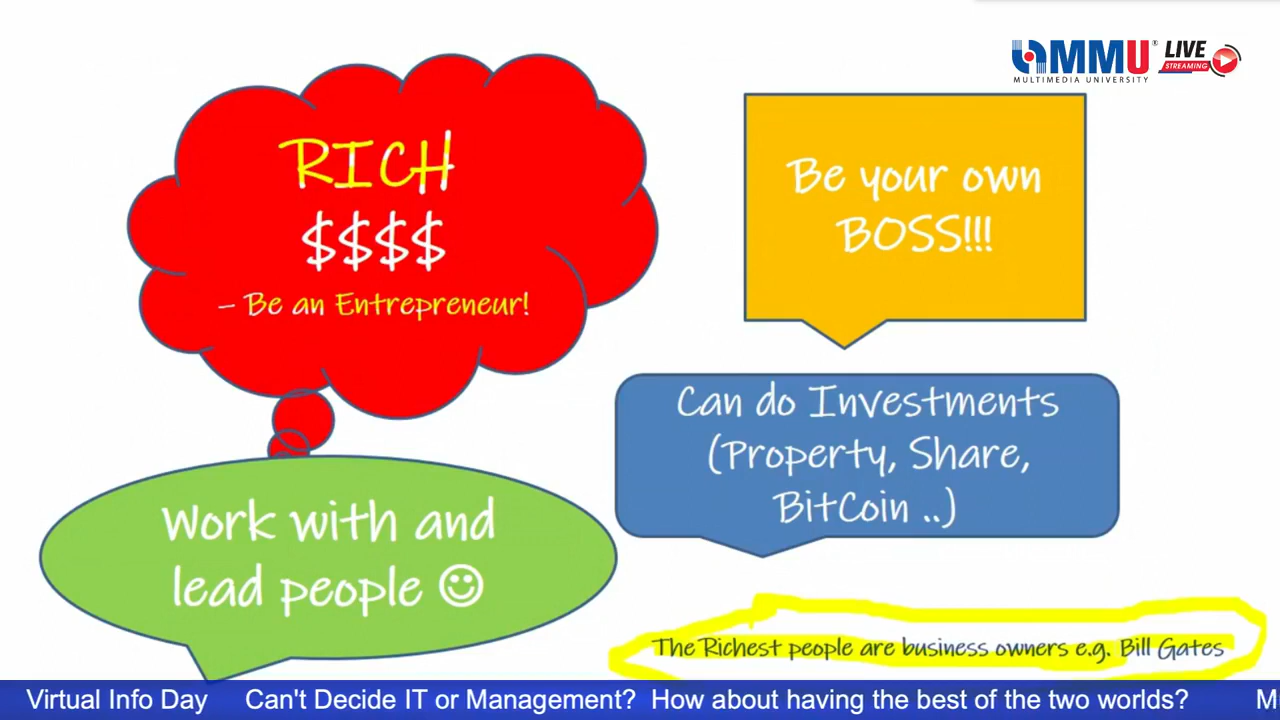 MMU
MULTIMEDIA UNIVERSITY
LIVE
STREAMING
RICH
$$$$
– Be an Entrepreneur!
Be your own
BOSS!!!
Can do Investments
(Property, Share,
BitCoin ..)
Work with and
lead people ☺
The Richest people are business owners e.g. Bill Gates
Virtual Info Day Can't Decide IT or Management? How about having the best of the two worlds?